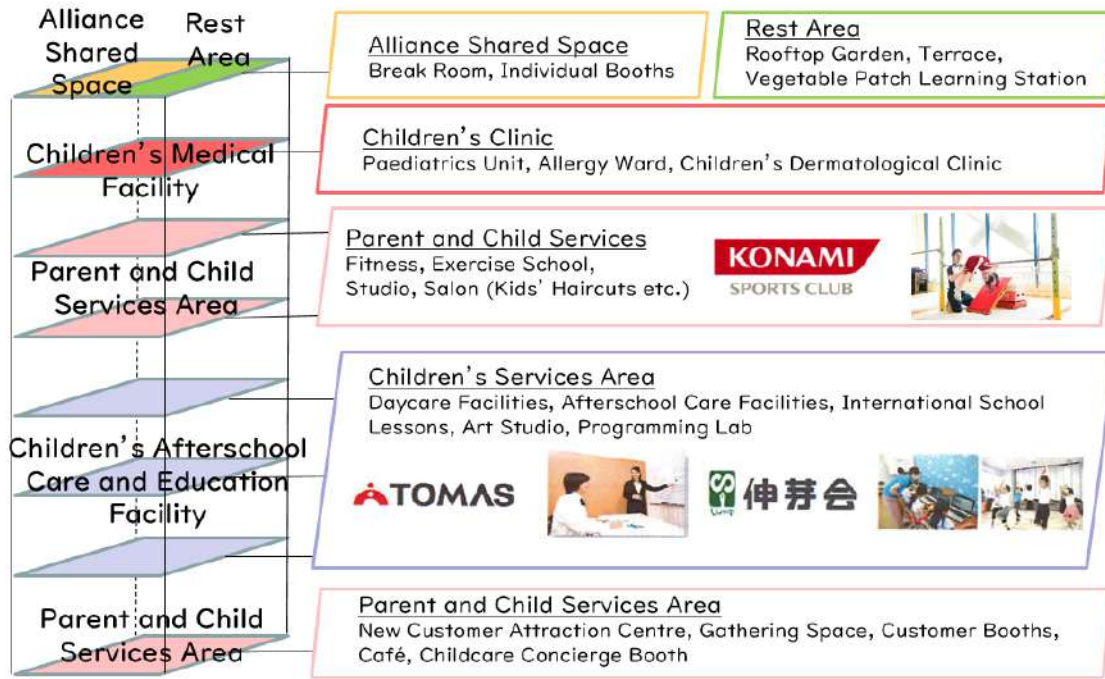 Alliance
Shared
Space
Rest
Area
Alliance Shared Space
Break Room, Individual Booths
Rest Area
Rooftop Garden, Terrace,
Vegetable Patch Learning Station
Children's Medical
Facility
Children's Clinic
Paediatrics Unit, Allergy Ward, Children's Dermatological Clinic
Parent and Child
Services Area
Parent and Child Services
Fitness, Exercise School,
Studio, Salon (Kids' Haircuts etc.)
KONAMI
SPORTS CLUB
Children's Afterschool
Care and Education
Facility
Children's Services Area
Daycare Facilities, Afterschool Care Facilities, International School
Lessons, Art Studio, Programming Lab
TOMAS
伸芽会
Parent and Child
Services Area
Parent and Child Services Area
New Customer Attraction Centre, Gathering Space, Customer Booths,
Café, Childcare Concierge Booth